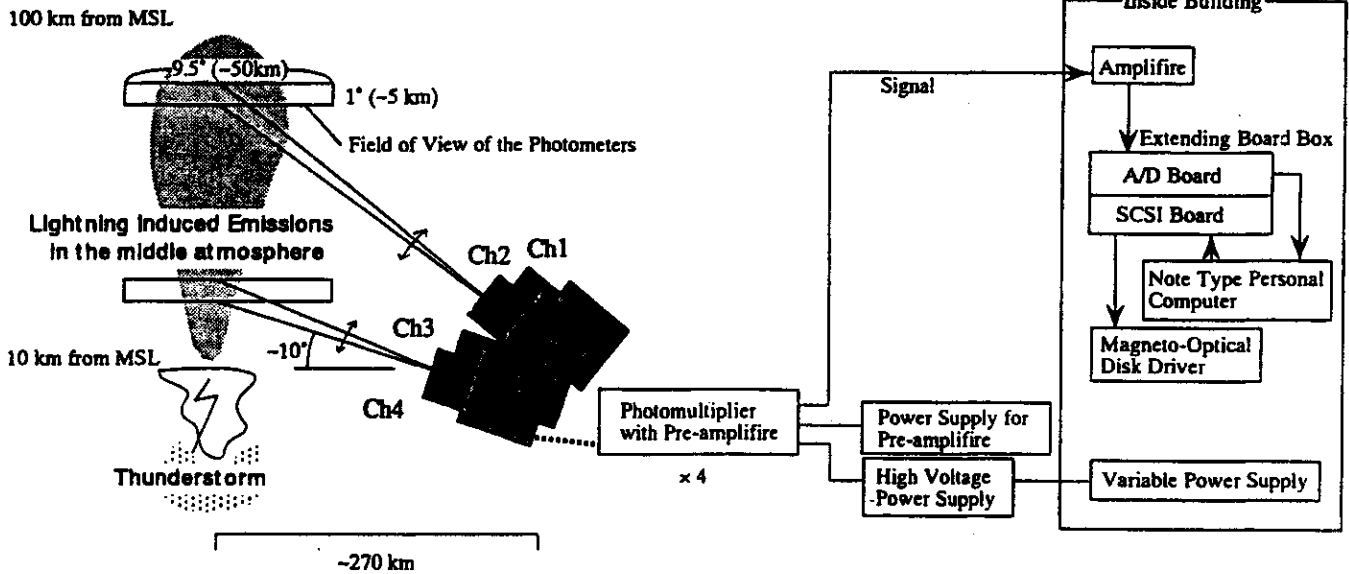 100 km from MSL
9.5° (~50km)
1° (~5 km)
Field of View of the Photometers
Lightning Induced Emissions
in the middle atmosphere
10 km from MSL
~10°
Thunderstorm
~270 km
Ch2
Ch1
Ch3
Ch4
Photomultiplier
with Pre-amplifire
× 4
Signal
Power Supply for
Pre-amplifire
High Voltage
Power Supply
Inside Building
Amplifire
Extending Board Box
A/D Board
SCSI Board
Note Type Personal
Computer
Magneto-Optical
Disk Driver
Variable Power Supply